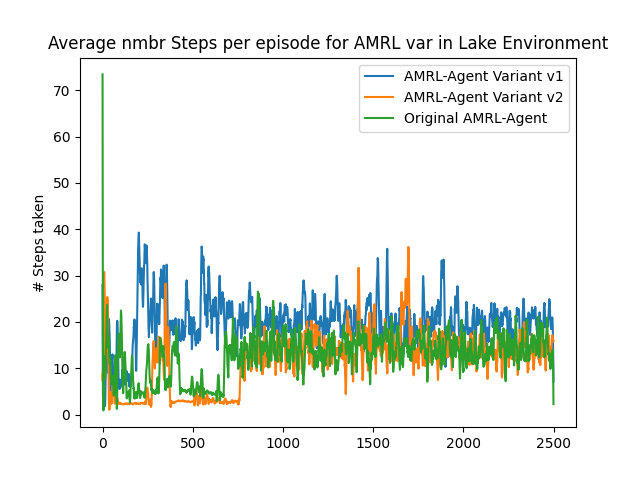 Average nmbr Steps per episode for AMRL var in Lake Environment
AMRL-Agent Variant v1
AMRL-Agent Variant v2
Original AMRL-Agent
# Steps taken
70
60
50
40
30
20
10
0
0 500 1000 1500 2000 2500